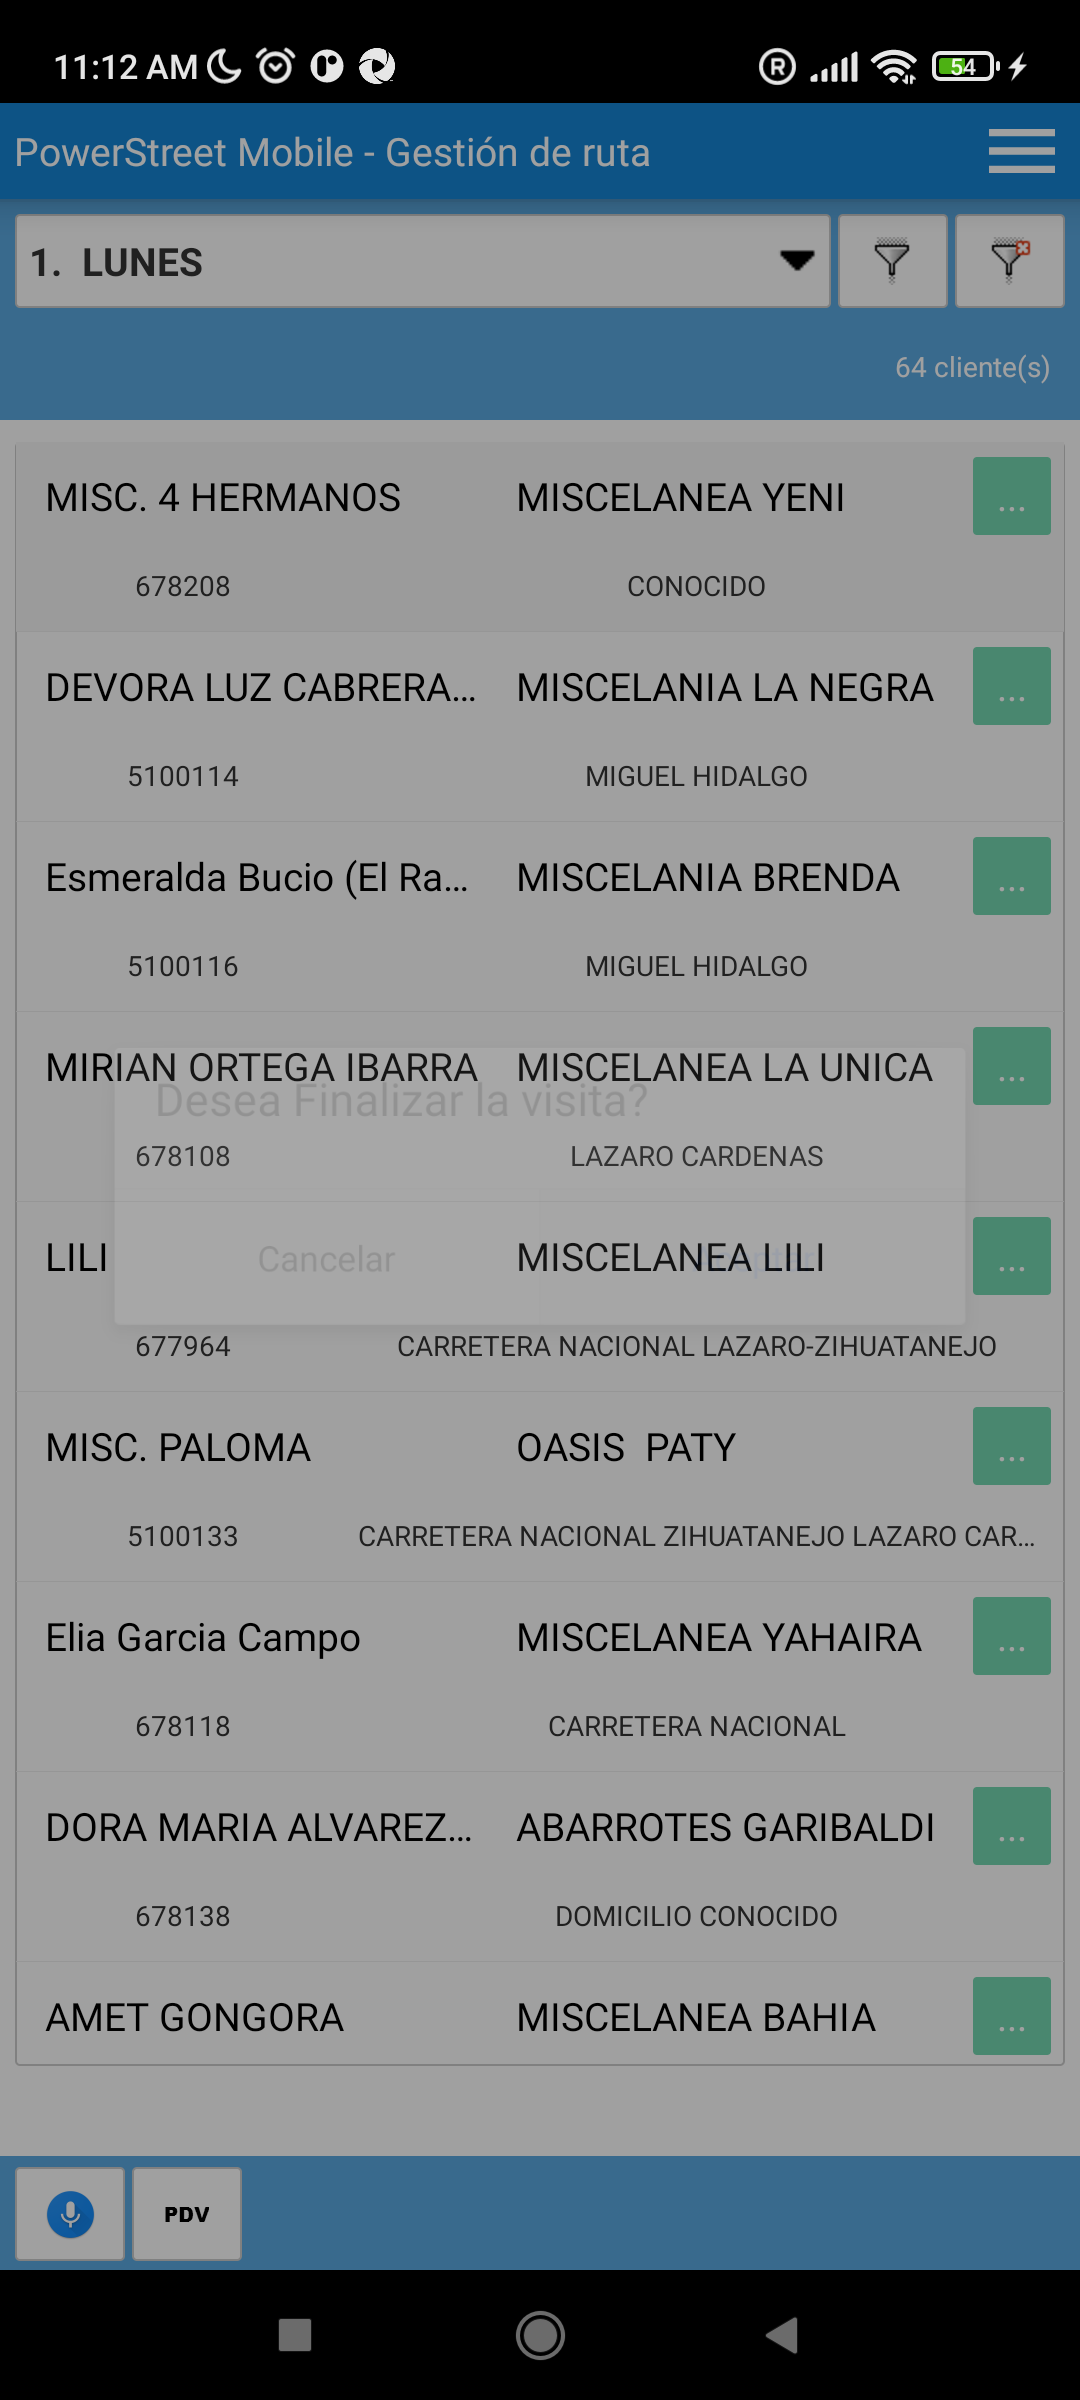 11:12 AM
54
PowerStreet Mobile - Gestión de ruta
1. LUNES
64 cliente(s)
MISC. 4 HERMANOS MISCELANEA YENI ...
678208 CONOCIDO
DEVORA LUZ CABRERA... MISCELANIA LA NEGRA ...
5100114 MIGUEL HIDALGO
Esmeralda Bucio (El Ra... MISCELANIA BRENDA ...
5100116 MIGUEL HIDALGO
MIRIAN ORTEGA IBARRA MISCELANEA LA UNICA ...
Desea Finalizar la visita?
678108 LAZARO CARDENAS
LILI MISCELANEA LILI ...
Cancelar Aceptar
677964 CARRETERA NACIONAL LAZARO-ZIHUATANEJO
MISC. PALOMA OASIS PATY ...
5100133 CARRETERA NACIONAL ZIHUATANEJO LAZARO CAR...
Elia Garcia Campo MISCELANEA YAHAIRA ...
678118 CARRETERA NACIONAL
DORA MARIA ALVAREZ... ABARROTES GARIBALDI ...
678138 DOMICILIO CONOCIDO
AMET GONGORA MISCELANEA BAHIA ...
PDV